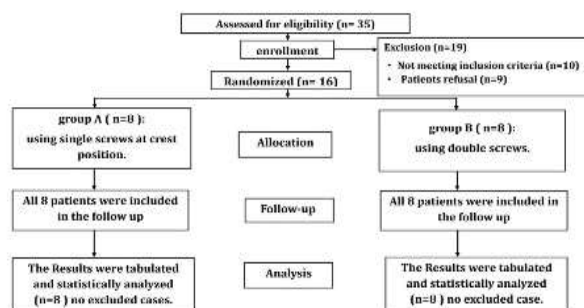 Assessed for eligibility (n= 35)
enrollment
Exclusion (n=19)
• Not meeting inclusion criteria (n=10)
• Patients refusal (n=9)
Randomized (n= 16)
group A ( n=8 ):
using single screws at crest
position.
Allocation
group B ( n=8 ):
using double screws.
All 8 patients were included
in the follow up
Follow-up
All 8 patients were included in
the follow up
The Results were tabulated
and statistically analyzed
(n=8 ) no excluded cases.
Analysis
The Results were tabulated
and statistically analyzed
(n=8 ) no excluded case.